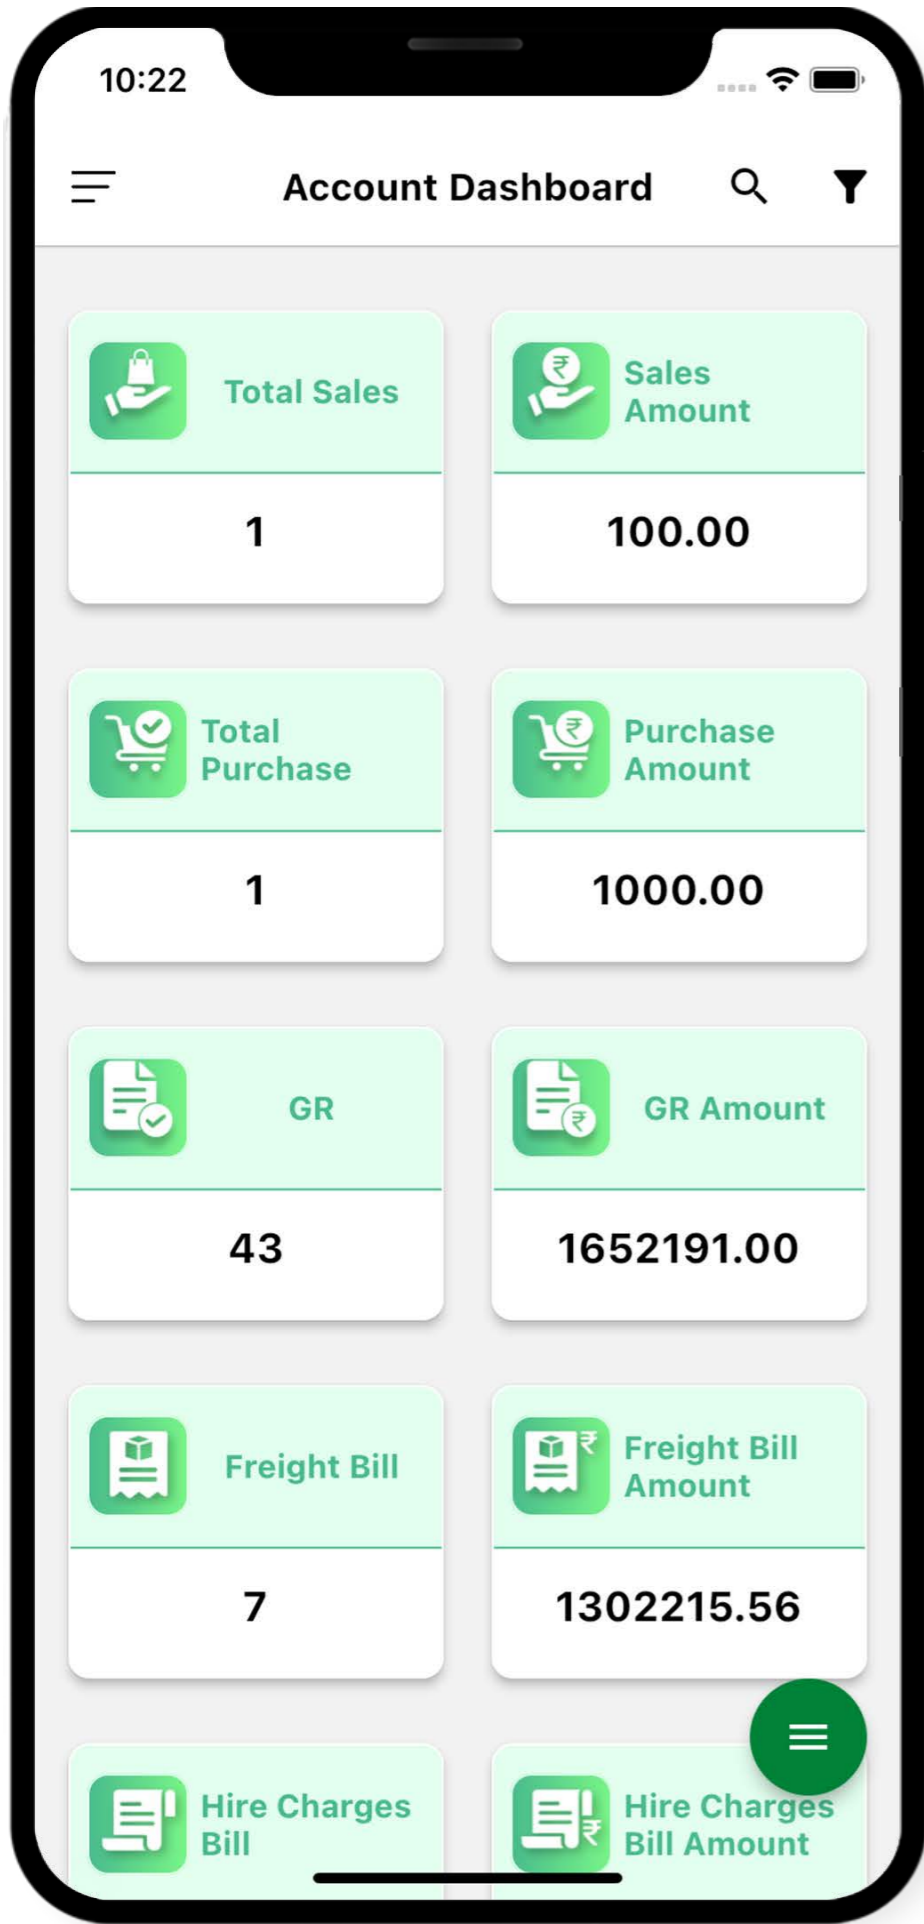 10:22
Account Dashboard
Total Sales
1
Sales
Amount
100.00
Total
Purchase
1
Purchase
Amount
1000.00
GR
43
GR Amount
1652191.00
Freight Bill
7
Freight Bill
Amount
1302215.56
Hire Charges
Bill
Hire Charges
Bill Amount